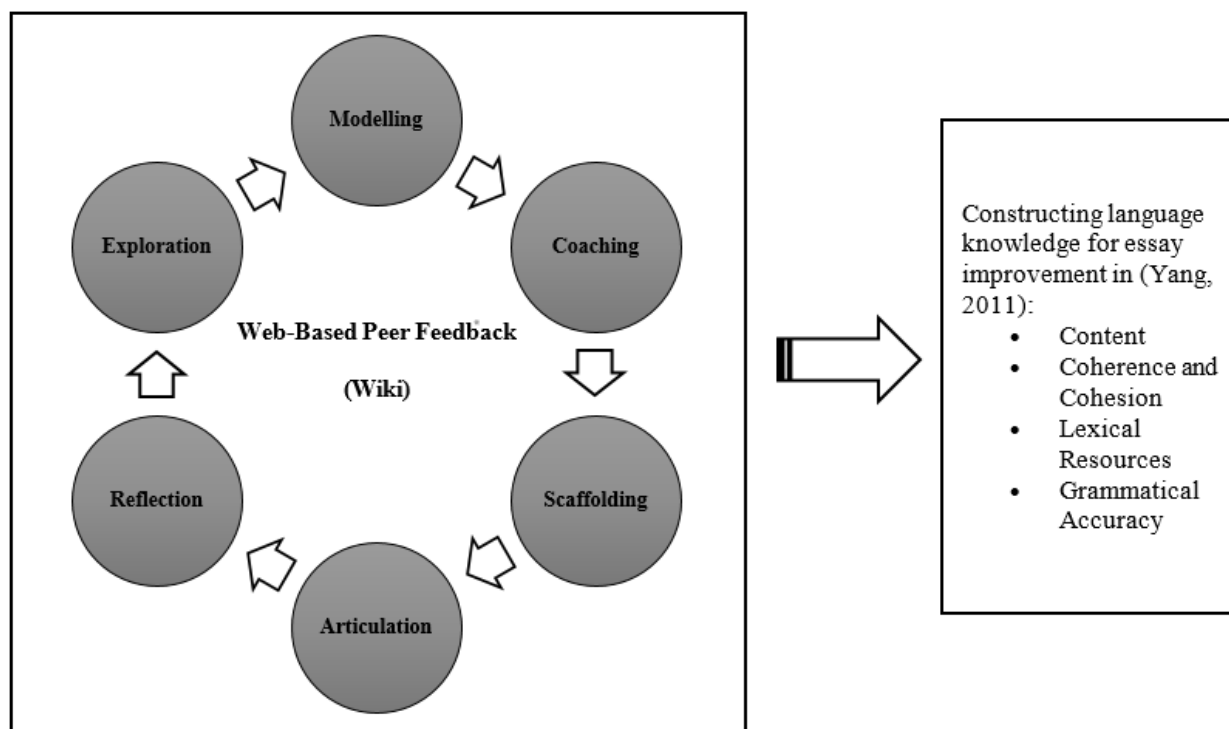 Modelling
Exploration
Coaching
Web-Based Peer Feedback
(Wiki)
Reflection
Scaffolding
Articulation
Constructing language
knowledge for essay
improvement in (Yang,
2011):
• Content
• Coherence and
Cohesion
• Lexical
Resources
• Grammatical
Accuracy